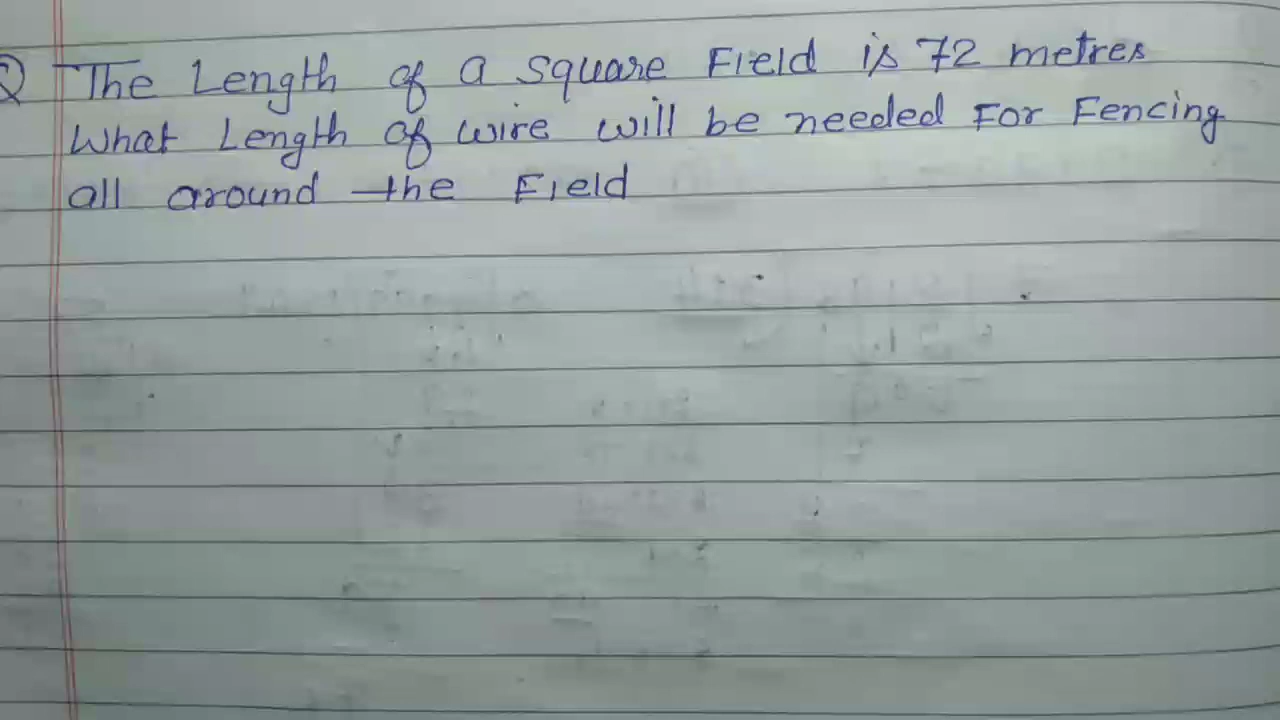 Q The Length of a square Field is 72 metres
What Length of wire will be needed For Fencing
all around the Field